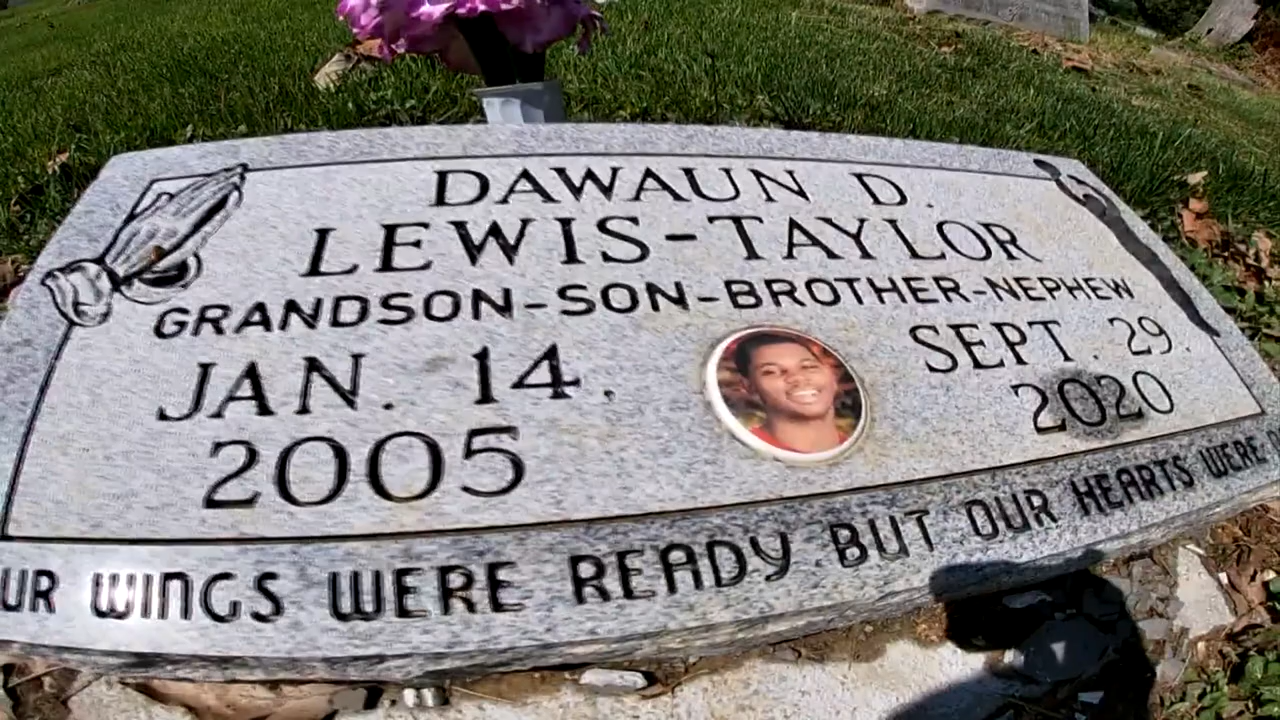 DAWAUN D.
LEWIS-TAYLOR
GRANDSON-SON-BROTHER-NEPHEW
JAN. 14, 2005
SEPT. 29, 2020
UR WINGS WERE READY BUT OUR HEARTS WERE